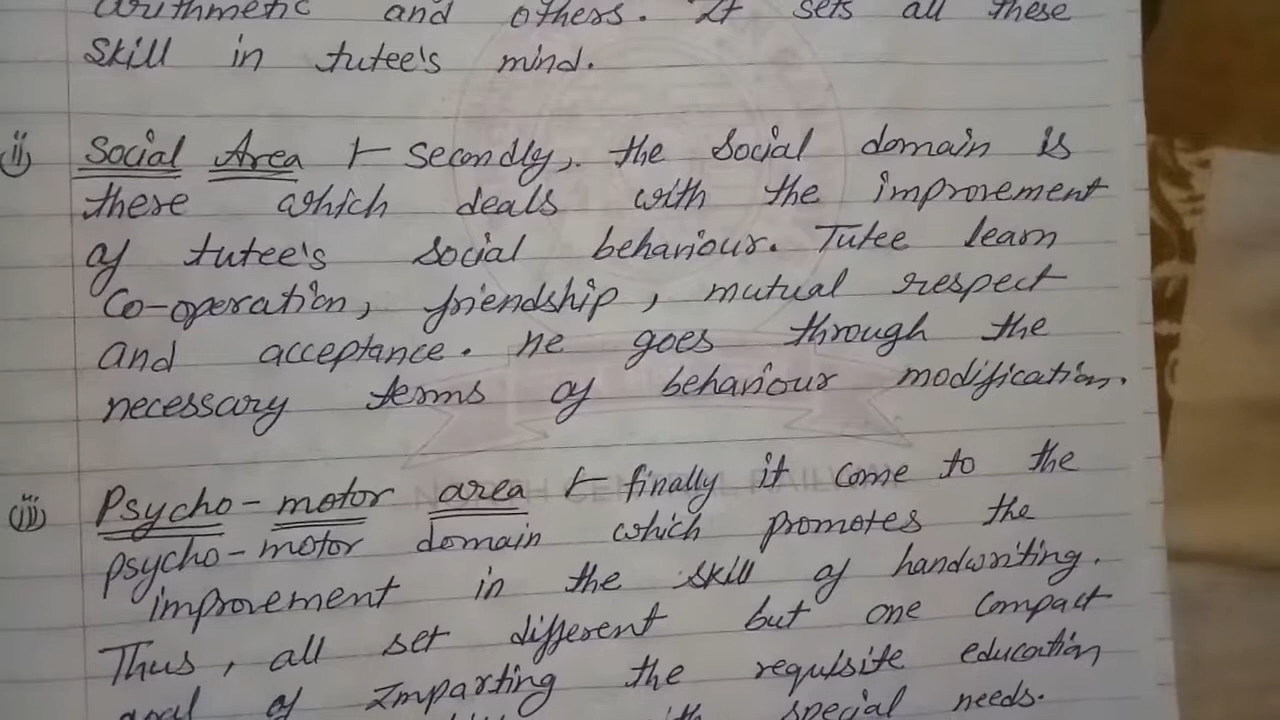 arithmetic and others. It sets all these
skill in tutee's mind.
ii) Social Area :- Secondly, the social domain is
there which deals with the improvement
of tutee's social behaviour. Tutee learn
Co-operation, friendship, mutual respect
and acceptance. he goes through the
necessary terms of behaviour modification.
(iii) Psycho-motor area :- finally it come to the
psycho-motor domain which promotes the
improvement in the skill of handwriting.
Thus, all set different but one compact
goal of Imparting the requisite education
special needs.